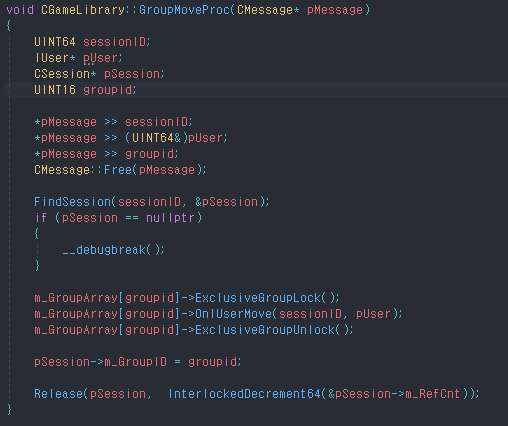 void CGameLibrary::GroupMoveProc(CMessage* pMessage)
{
UINT64 sessionID;
IUser* pUser;
CSession* pSession;
UINT16 groupid;
*pMessage >> sessionID;
*pMessage >> (UINT64&)pUser;
*pMessage >> groupid;
CMessage::Free(pMessage);
FindSession(sessionID, &pSession);
if (pSession == nullptr)
{
__debugbreak();
}
m_GroupArray[groupid]->ExclusiveGroupLock();
m_GroupArray[groupid]->OnIUserMove(sessionID, pUser);
m_GroupArray[groupid]->ExclusiveGroupUnlock();
pSession->m_GroupID = groupid;
Release(pSession, InterlockedDecrement64(&pSession->m_RefCnt));
}